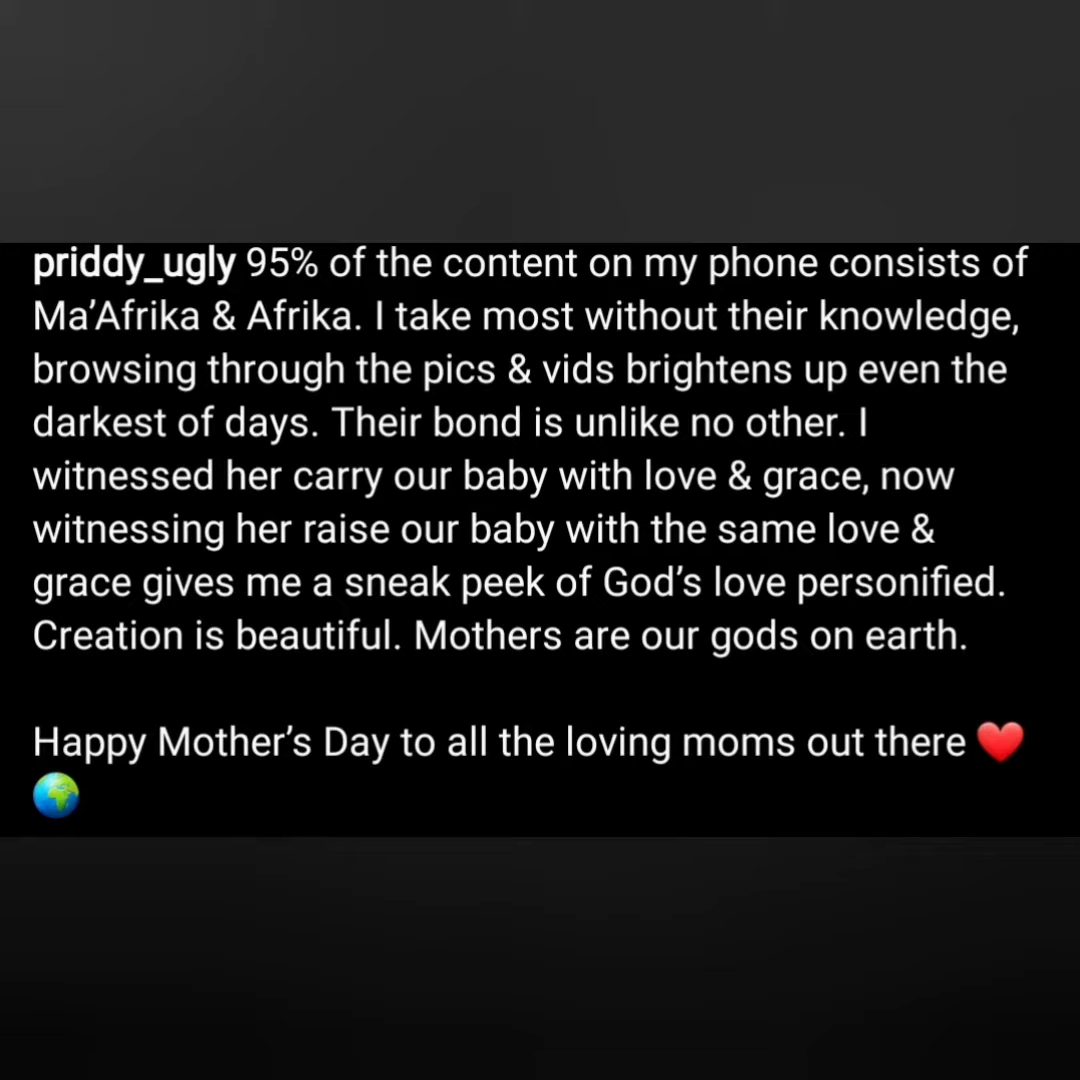 priddy_ugly 95% of the content on my phone consists of
Ma’Afrika & Afrika. I take most without their knowledge,
browsing through the pics & vids brightens up even the
darkest of days. Their bond is unlike no other. I
witnessed her carry our baby with love & grace, now
witnessing her raise our baby with the same love &
grace gives me a sneak peek of God’s love personified.
Creation is beautiful. Mothers are our gods on earth.
Happy Mother’s Day to all the loving moms out there ❤️
🌍